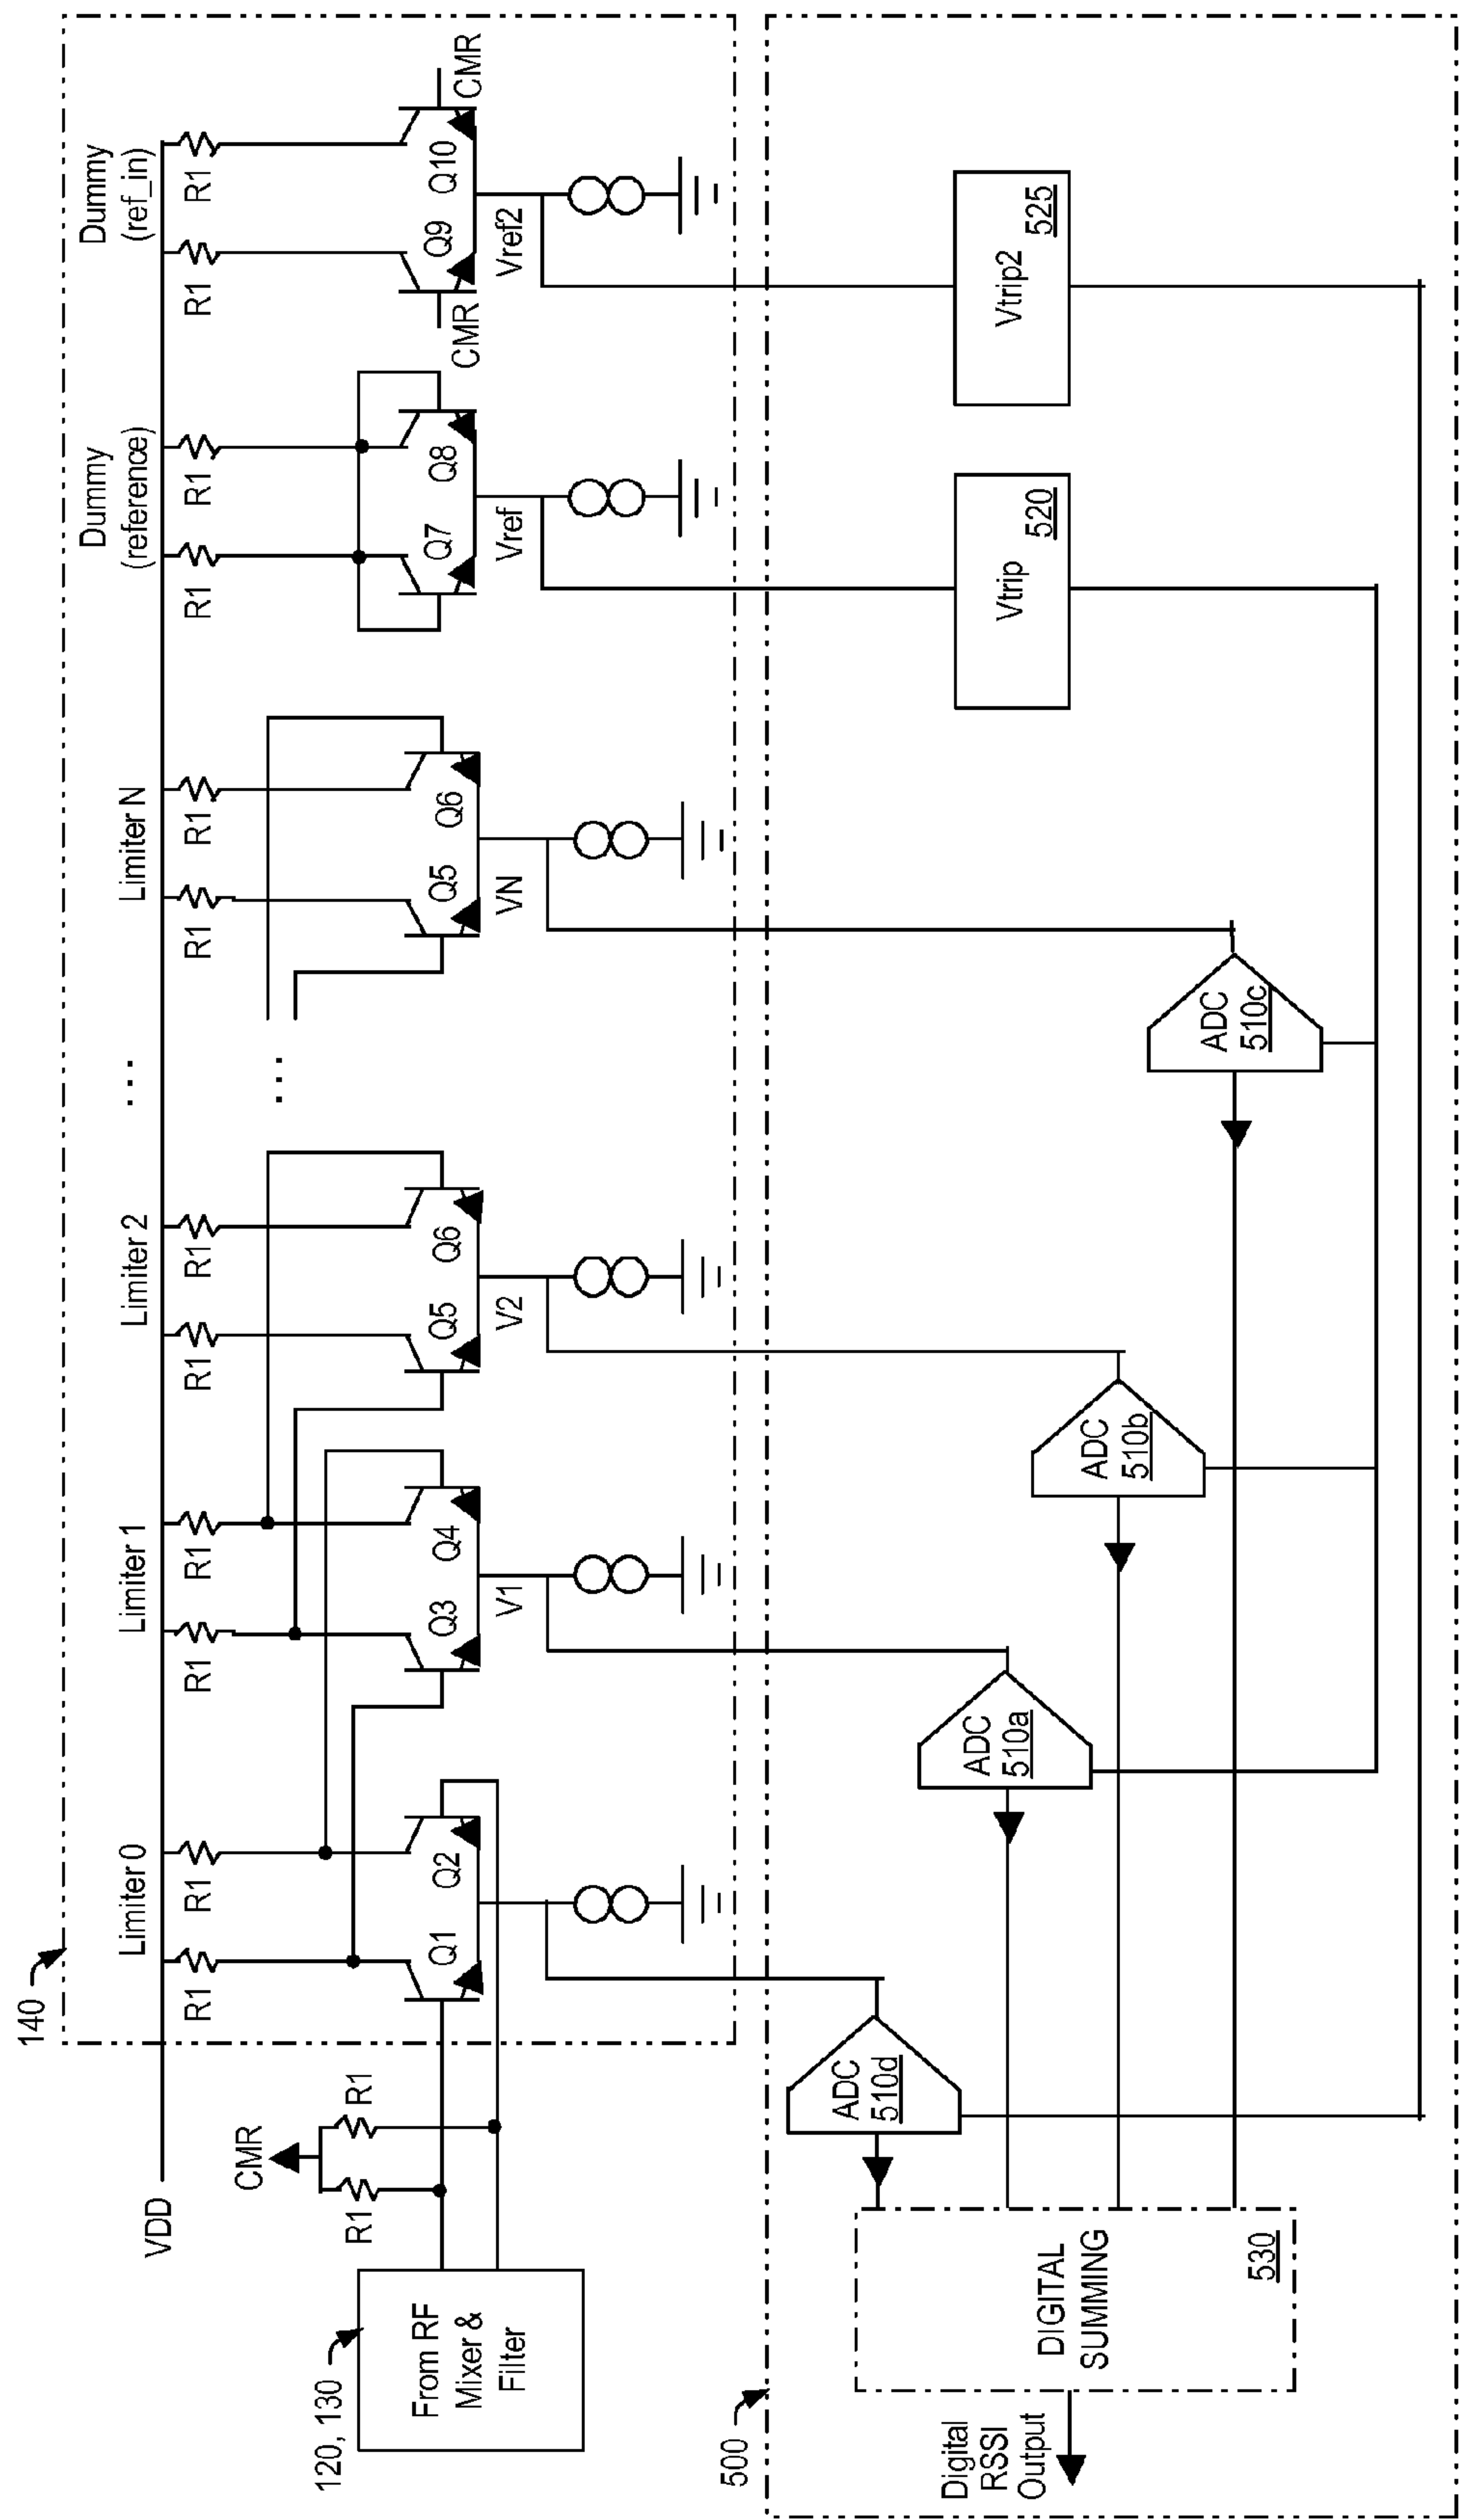 140
Limiter 0
Limiter 1
Limiter 2
...
Limiter N
Dummy
(reference)
Dummy
(ref_in)
VDD
R1
R1
R1
R1
R1
R1
R1
R1
R1
R1
R1
R1
CMR
R1
R1
...
120, 130
From RF
Mixer &
Filter
Q1
Q2
Q3
Q4
Q5
Q6
Q5
Q6
Q7
Q8
Q9
Q10
CMR
CMR
V1
V2
VN
Vref
Vref2
500
ADC
510d
ADC
510a
ADC
510b
ADC
510c
Vtrip
520
Vtrip2
525
DIGITAL
SUMMING
530
Digital
RSSI
Output